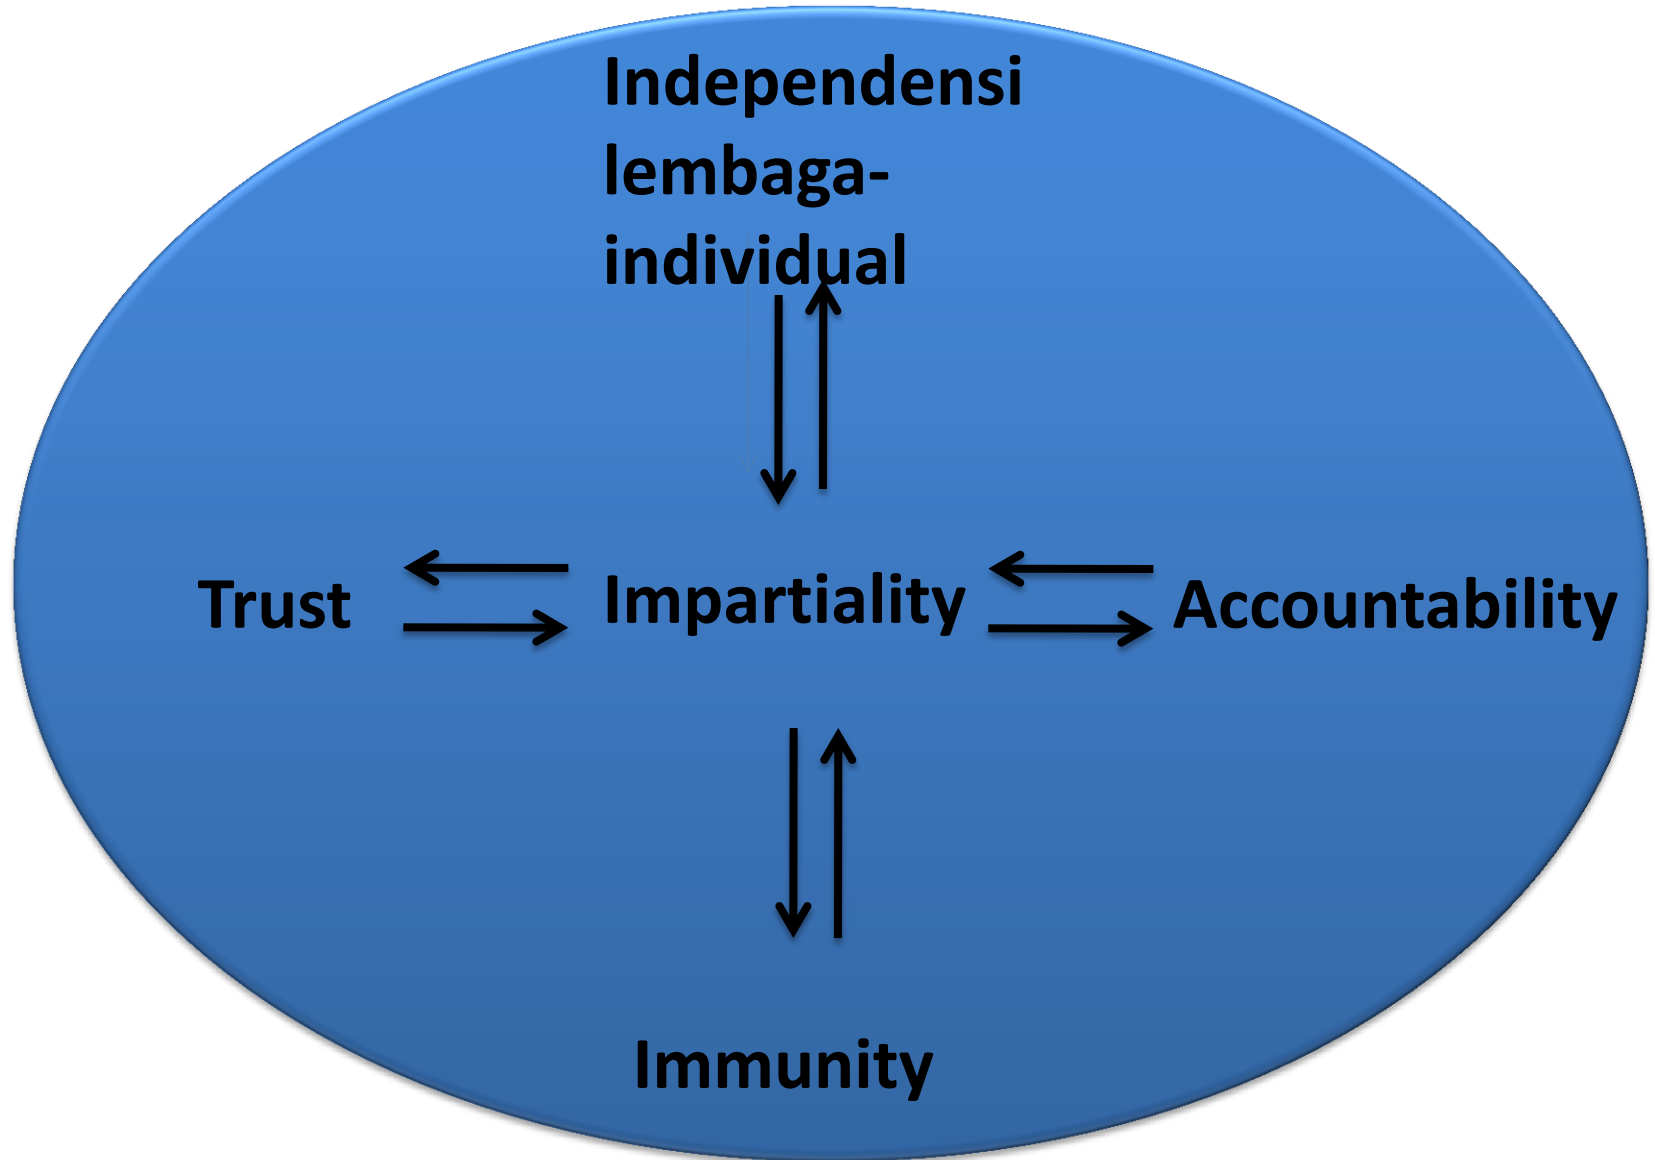 Independensi
lembaga-
individual
Trust
Impartiality
Accountability
Immunity